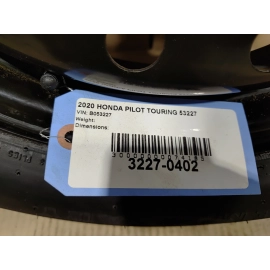 2020 HONDA PILOT TOURING 53227
VIN: B053227
Weight:
Dimensions:
3227-0402